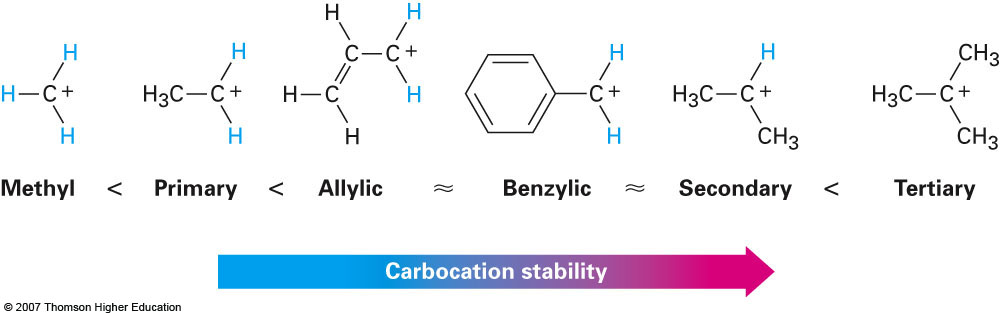 H H H H H H CH₃
H—C+ H₃C—C+ C—C+ C+ H₃C—C+ H₃C—C+
H H H—C H H CH₃ CH₃
H
Methyl < Primary < Allylic ≈ Benzylic ≈ Secondary < Tertiary
Carbocation stability
© 2007 Thomson Higher Education